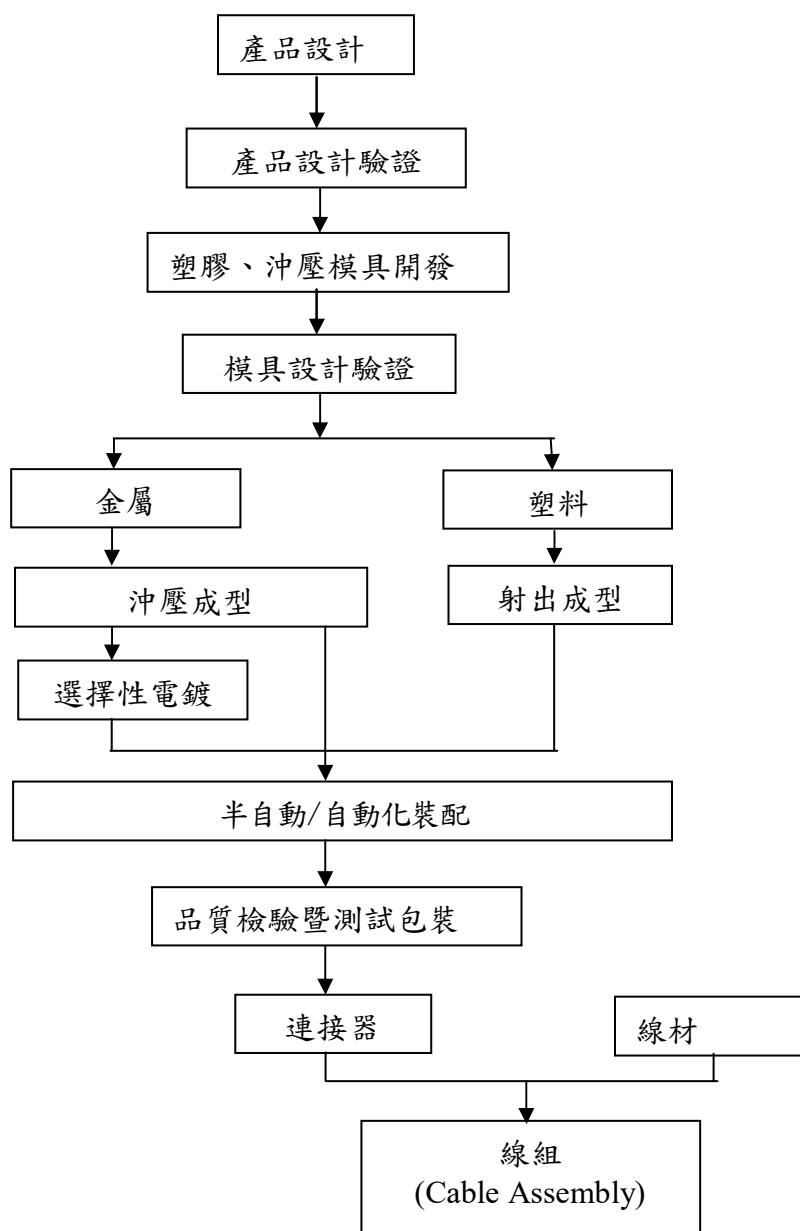 產品設計
產品設計驗證
塑膠、沖壓模具開發
模具設計驗證
金屬
塑料
沖壓成型
射出成型
選擇性電鍍
半自動/自動化裝配
品質檢驗暨測試包裝
連接器
線材
線組
(Cable Assembly)